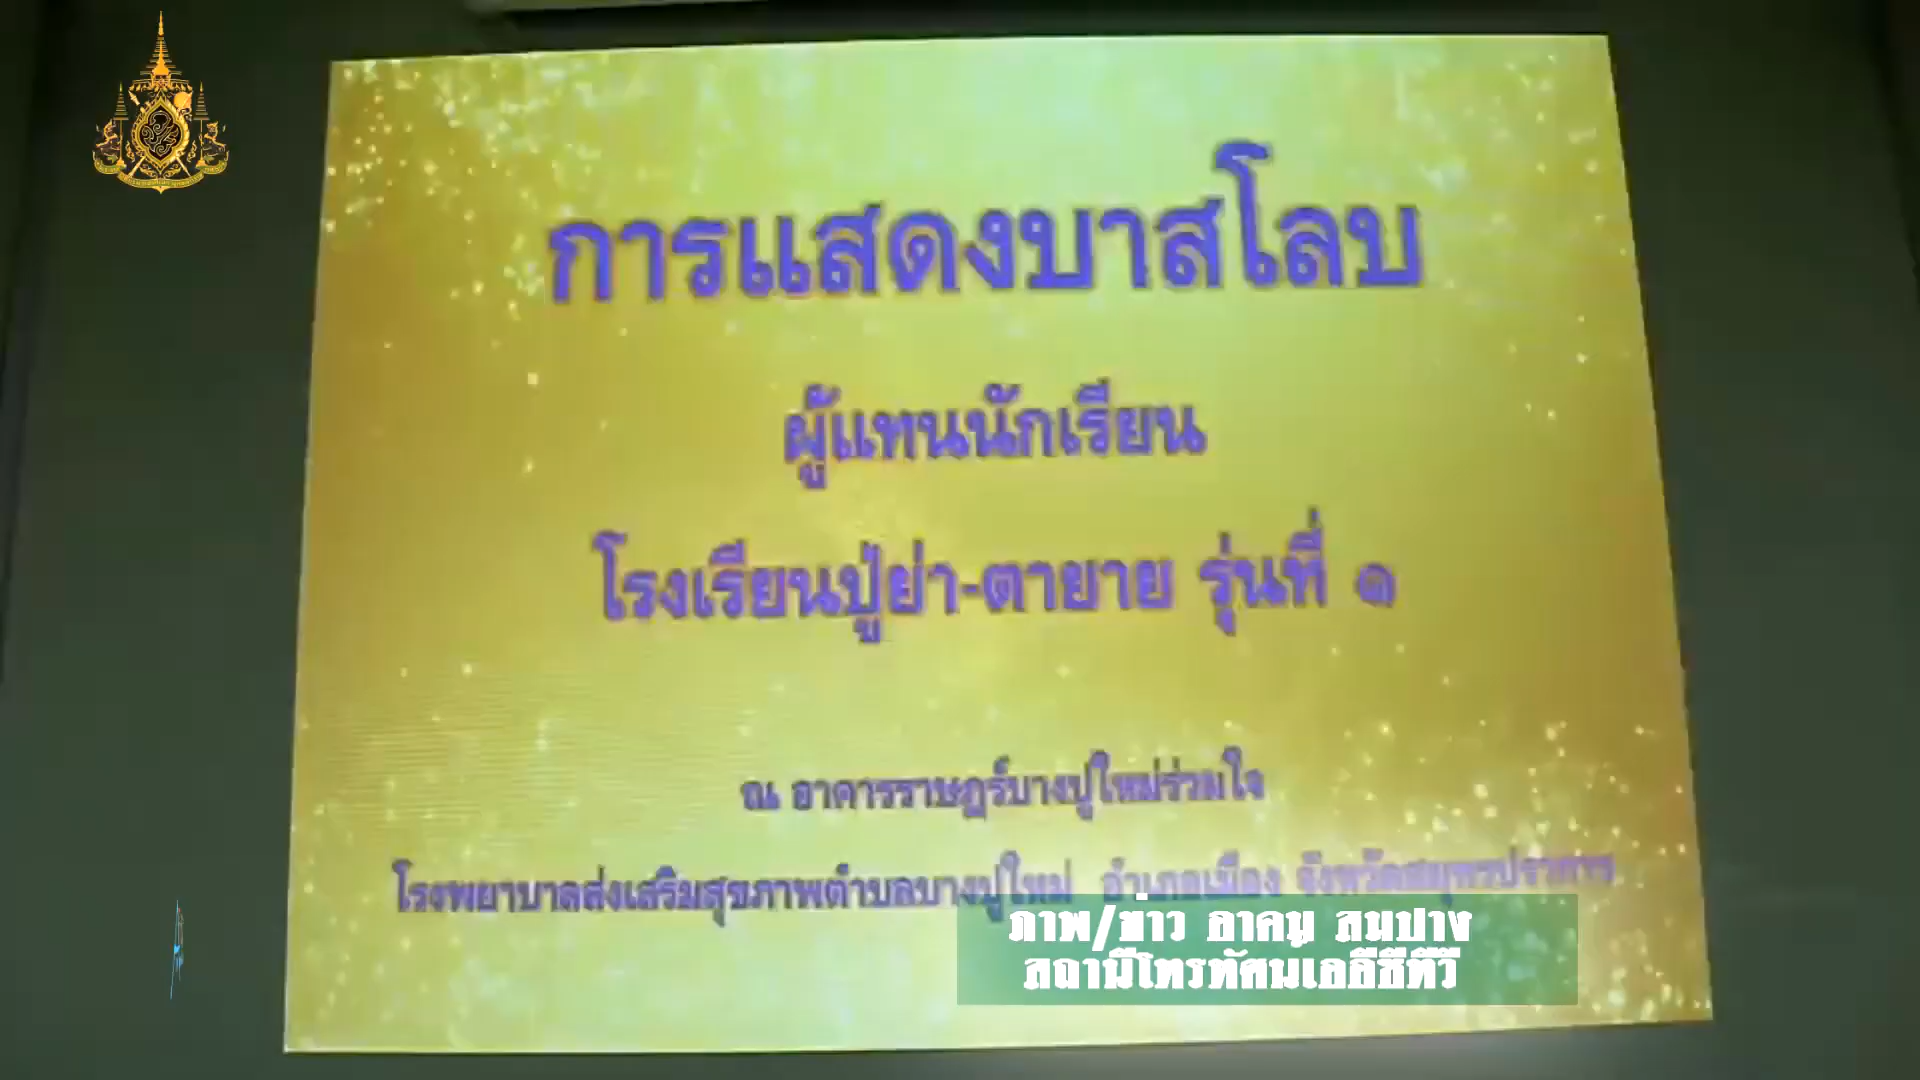 การแสดงบาสโลบ
ผู้แทนนักเรียน
โรงเรียนปู่ย่า-ตายาย รุ่นที่ ๑
ณ อาคารราษฎร์บางปูใหม่ร่วมใจ
โรงพยาบาลส่งเสริมสุขภาพตำบลบางปูใหม่ อำเภอเมือง จังหวัดสมุทรปราการ
ภาพ/ข่าว อาคม สมปาง
สถานีโทรทัศนเออีซีทีวี